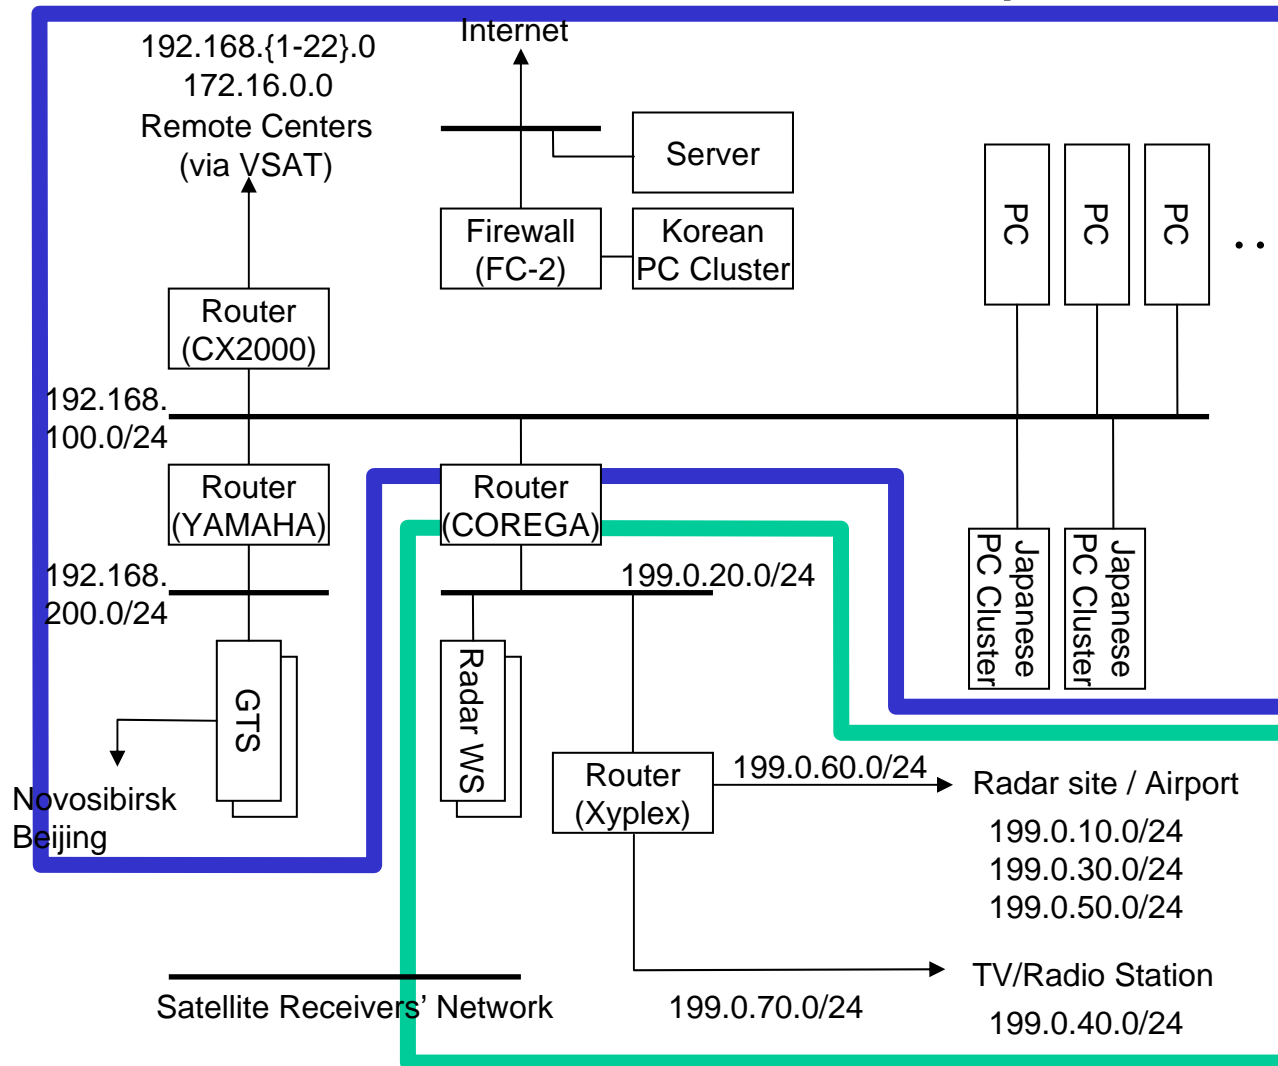 Internet
192.168.{1-22}.0
172.16.0.0
Remote Centers
(via VSAT)
Server
Firewall
(FC-2)
Korean
PC Cluster
PC
PC
PC
. .
Router
(CX2000)
192.168.
100.0/24
Router
(YAMAHA)
Router
(COREGA)
192.168.
200.0/24
199.0.20.0/24
Japanese
PC Cluster
Japanese
PC Cluster
GTS
Radar WS
Novosibirsk
Beijing
Router
(Xyplex)
199.0.60.0/24
Radar site / Airport
199.0.10.0/24
199.0.30.0/24
199.0.50.0/24
Satellite Receivers’ Network
199.0.70.0/24
TV/Radio Station
199.0.40.0/24